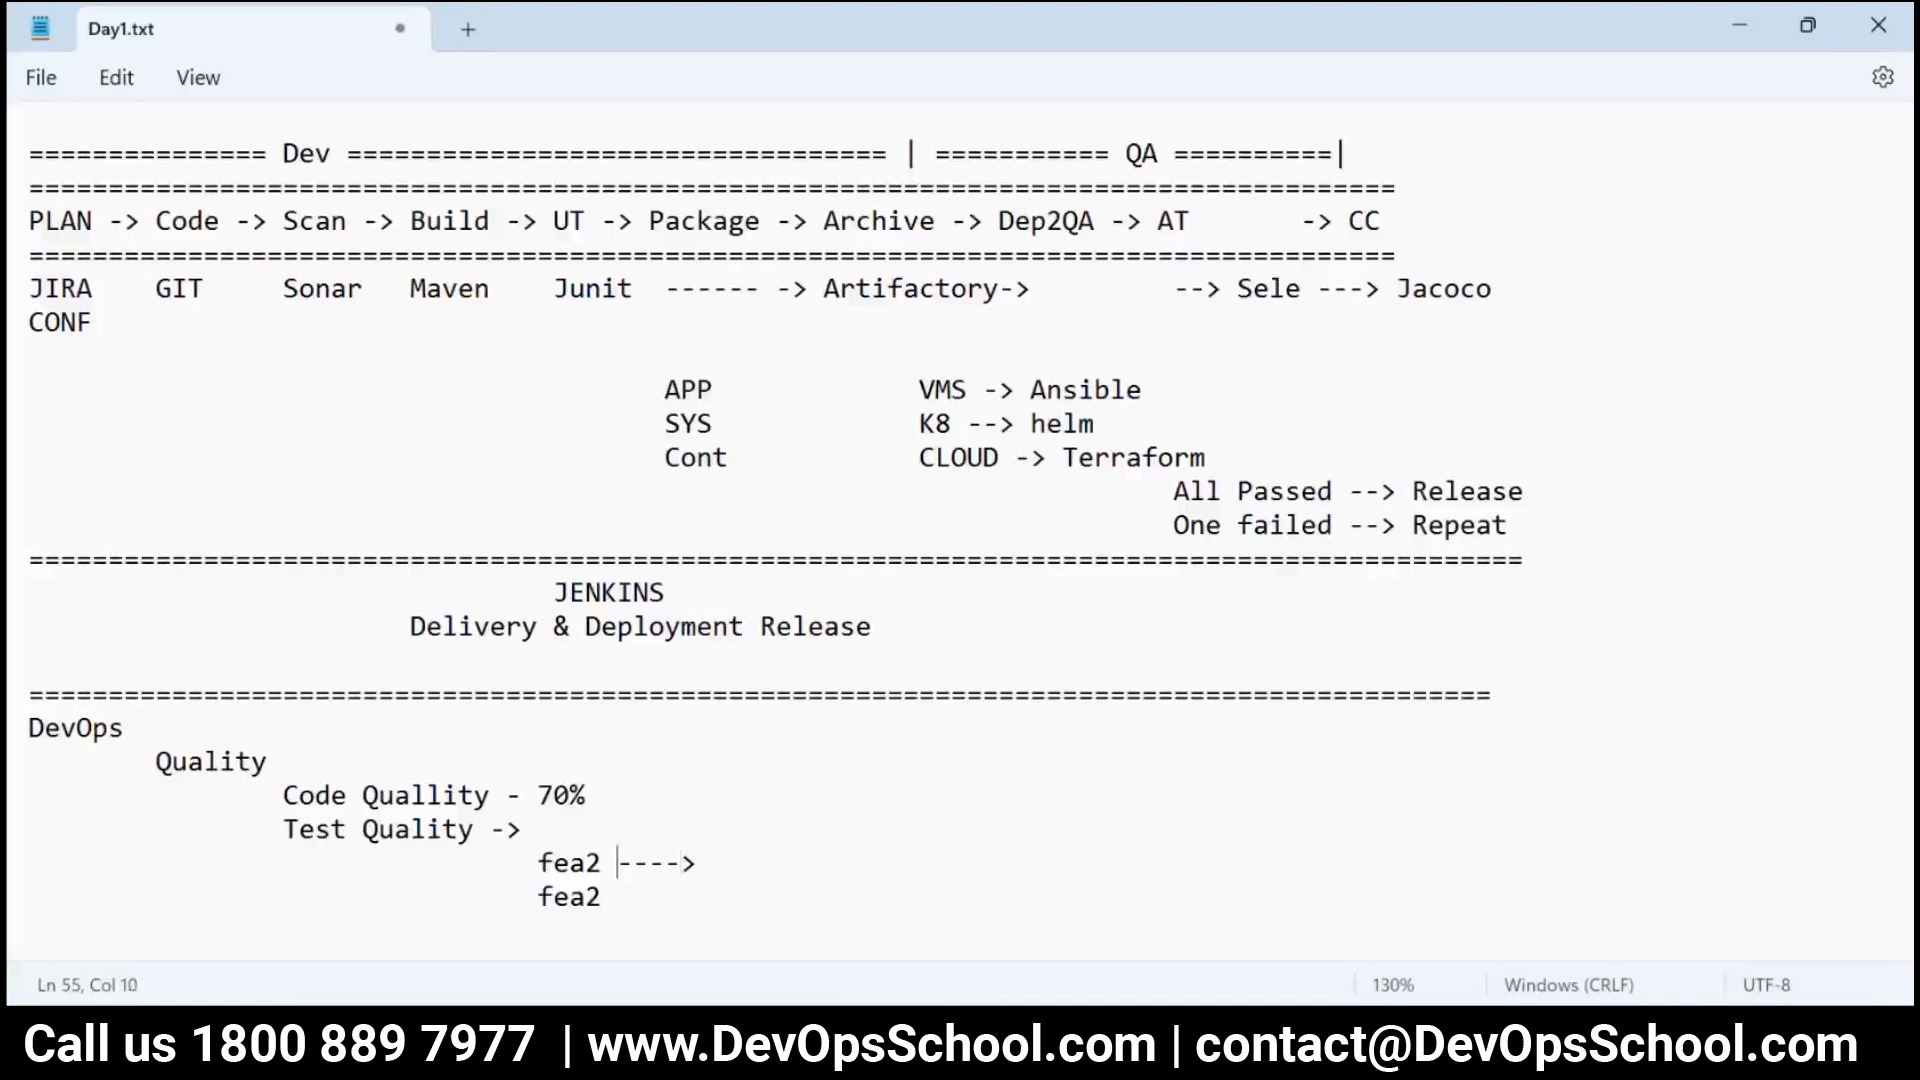 Day1.txt
File Edit View
=============== Dev ================================== | =========== QA ==========|
======================================================================================
PLAN -> Code -> Scan -> Build -> UT -> Package -> Archive -> Dep2QA -> AT -> CC
======================================================================================
JIRA GIT Sonar Maven Junit ------ -> Artifactory-> --> Sele ---> Jacoco
CONF
APP VMS -> Ansible
SYS K8 --> helm
Cont CLOUD -> Terraform
All Passed --> Release
One failed --> Repeat
==============================================================================================
JENKINS
Delivery & Deployment Release
============================================================================================
DevOps
Quality
Code Quallity - 70%
Test Quality ->
fea2 ---->
fea2
Ln 55, Col 10 130% Windows (CRLF) UTF-8
Call us 1800 889 7977 | www.DevOpsSchool.com | contact@DevOpsSchool.com